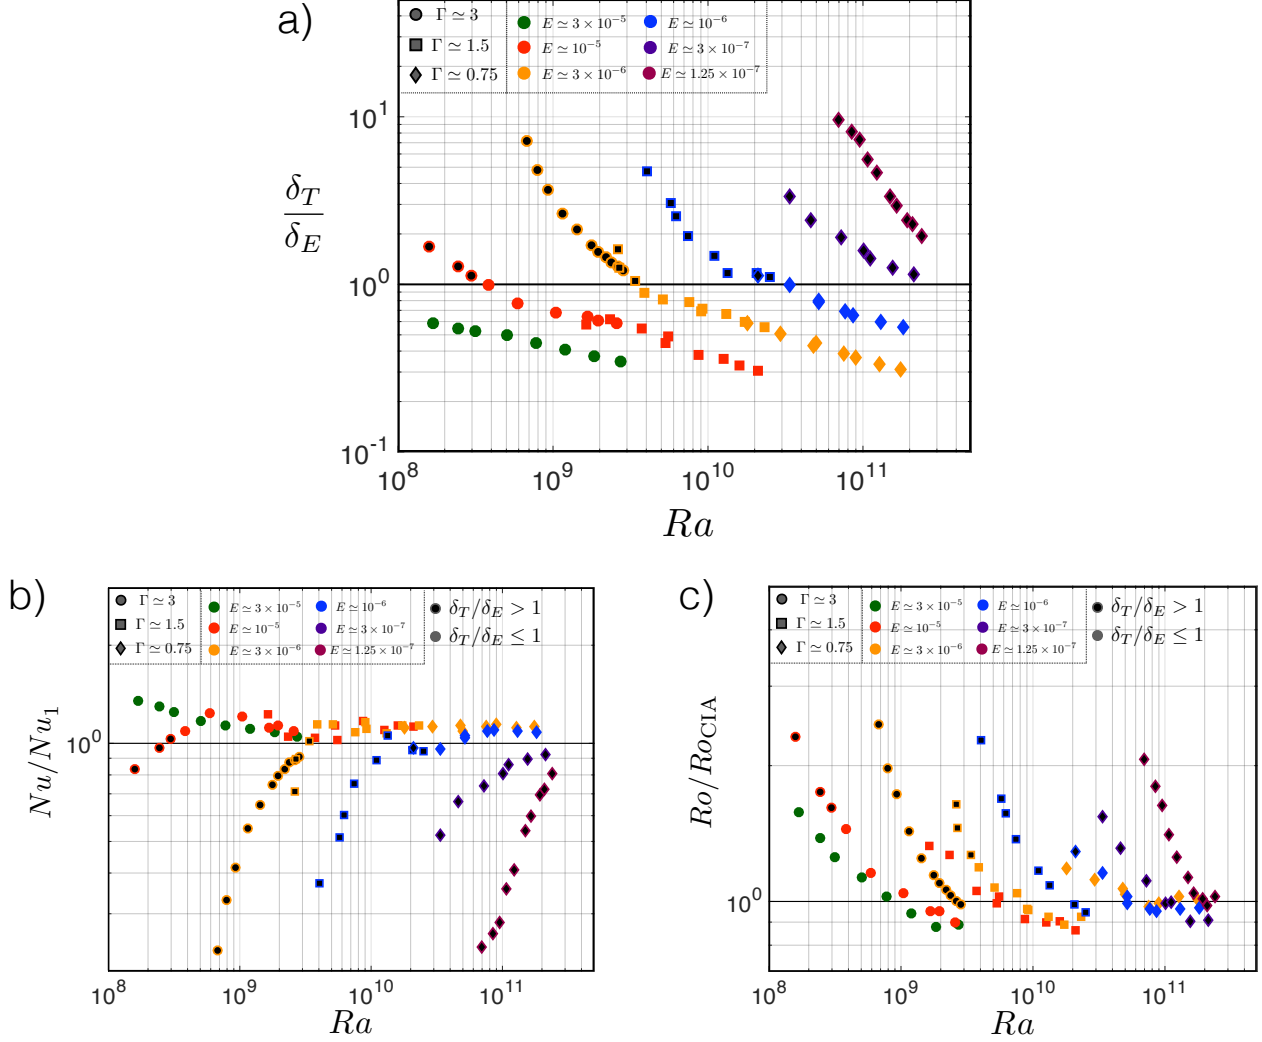 a)
Γ ≃ 3
Γ ≃ 1.5
Γ ≃ 0.75
E ≃ 3 × 10⁻⁵
E ≃ 10⁻⁵
E ≃ 3 × 10⁻⁶
E ≃ 10⁻⁶
E ≃ 3 × 10⁻⁷
E ≃ 1.25 × 10⁻⁷
δ_T
δ_E
10¹
10⁰
10⁻¹
10⁸
10⁹
10¹⁰
10¹¹
Ra
b)
Γ ≃ 3
Γ ≃ 1.5
Γ ≃ 0.75
E ≃ 3 × 10⁻⁵
E ≃ 10⁻⁵
E ≃ 3 × 10⁻⁶
E ≃ 10⁻⁶
E ≃ 3 × 10⁻⁷
E ≃ 1.25 × 10⁻⁷
δ_T/δ_E > 1
δ_T/δ_E ≤ 1
Nu/Nu₁
10⁰
10⁸
10⁹
10¹⁰
10¹¹
Ra
c)
Γ ≃ 3
Γ ≃ 1.5
Γ ≃ 0.75
E ≃ 3 × 10⁻⁵
E ≃ 10⁻⁵
E ≃ 3 × 10⁻⁶
E ≃ 10⁻⁶
E ≃ 3 × 10⁻⁷
E ≃ 1.25 × 10⁻⁷
δ_T/δ_E > 1
δ_T/δ_E ≤ 1
Ro/Ro_CIA
10⁰
10⁸
10⁹
10¹⁰
10¹¹
Ra